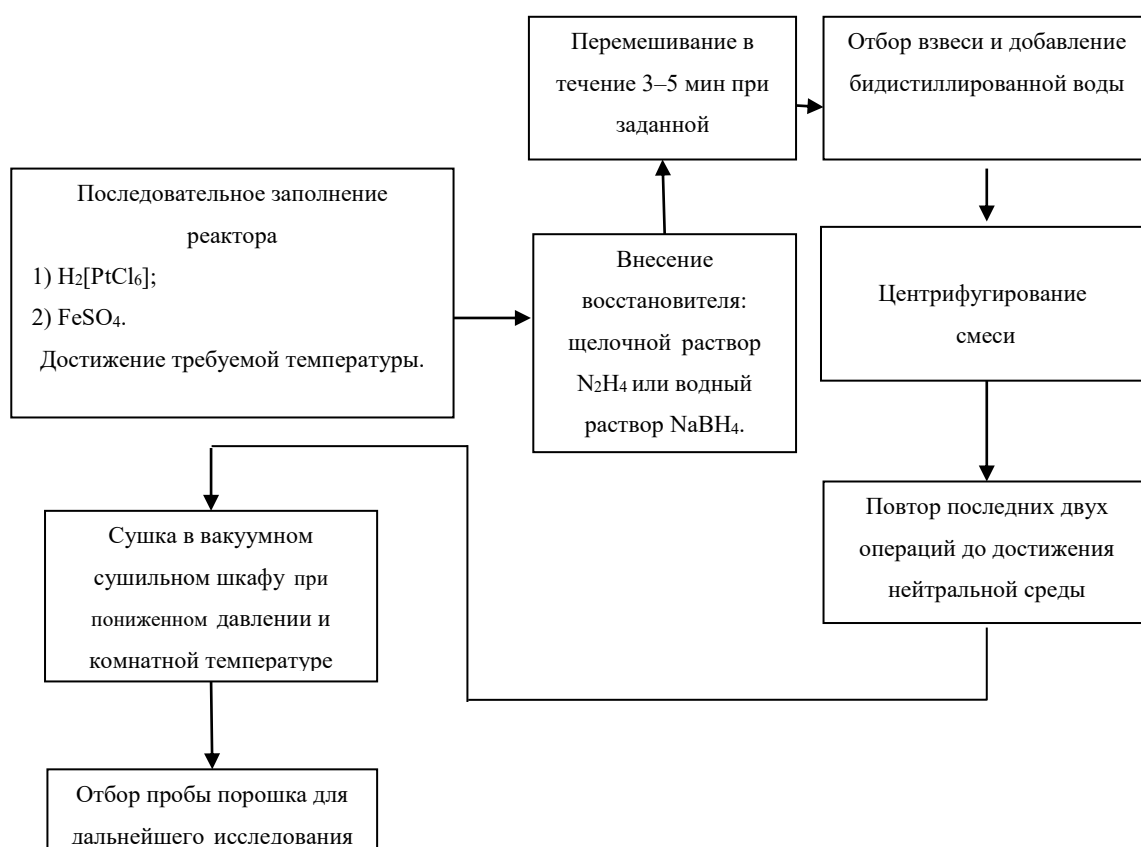 Последовательное заполнение
реактора
1) H₂[PtCl₆];
2) FeSO₄.
Достижение требуемой температуры.
Внесение
восстановителя:
щелочной раствор
N₂H₄ или водный
раствор NaBH₄.
Перемешивание в
течение 3–5 мин при
заданной
Отбор взвеси и добавление
бидистиллированной воды
Центрифугирование
смеси
Повтор последних двух
операций до достижения
нейтральной среды
Сушка в вакуумном
сушильном шкафу при
пониженном давлении и
комнатной температуре
Отбор пробы порошка для
дальнейшего исследования